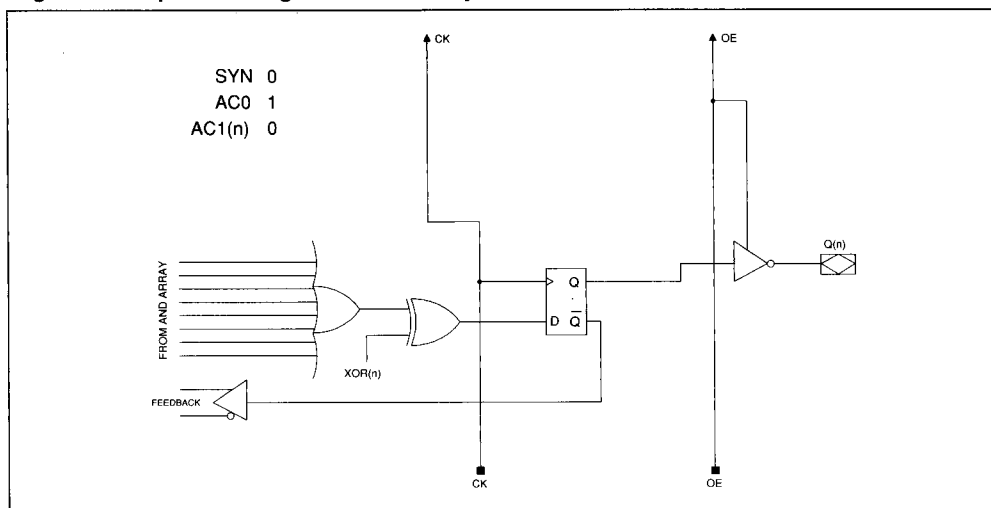 CK
OE
SYN 0
AC0 1
AC1(n) 0
Q(n)
FROM AND ARRAY
Q
D Q̅
XOR(n)
FEEDBACK
CK
OE